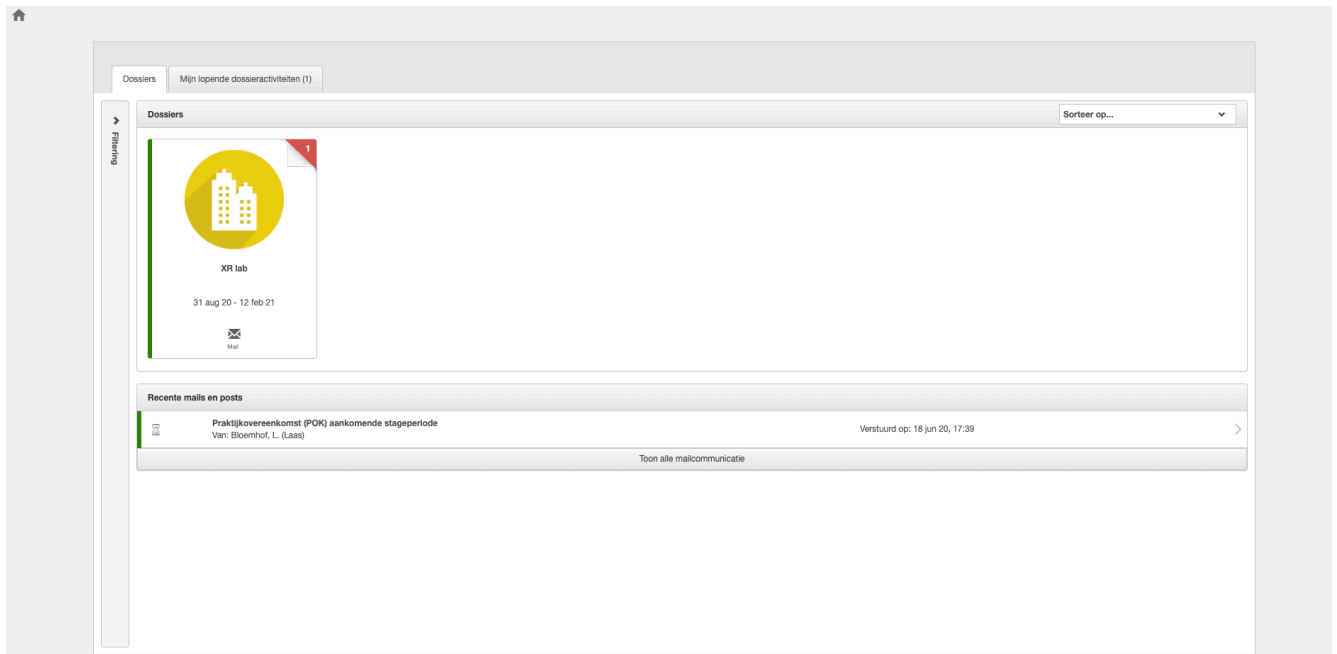 Dossiers
Mijn lopende dossieractiviteiten (1)
Filtering
Dossiers
Sorteer op...
1
XR lab
31 aug 20 - 12 feb 21
Mail
Recente mails en posts
Praktijkovereenkomst (POK) aankomende stageperiode
Van: Bloemhof, L. (Laas)
Verstuurd op: 18 jun 20, 17:39
Toon alle mailcommunicatie